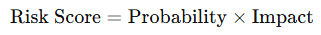 Risk Score = Probability × Impact